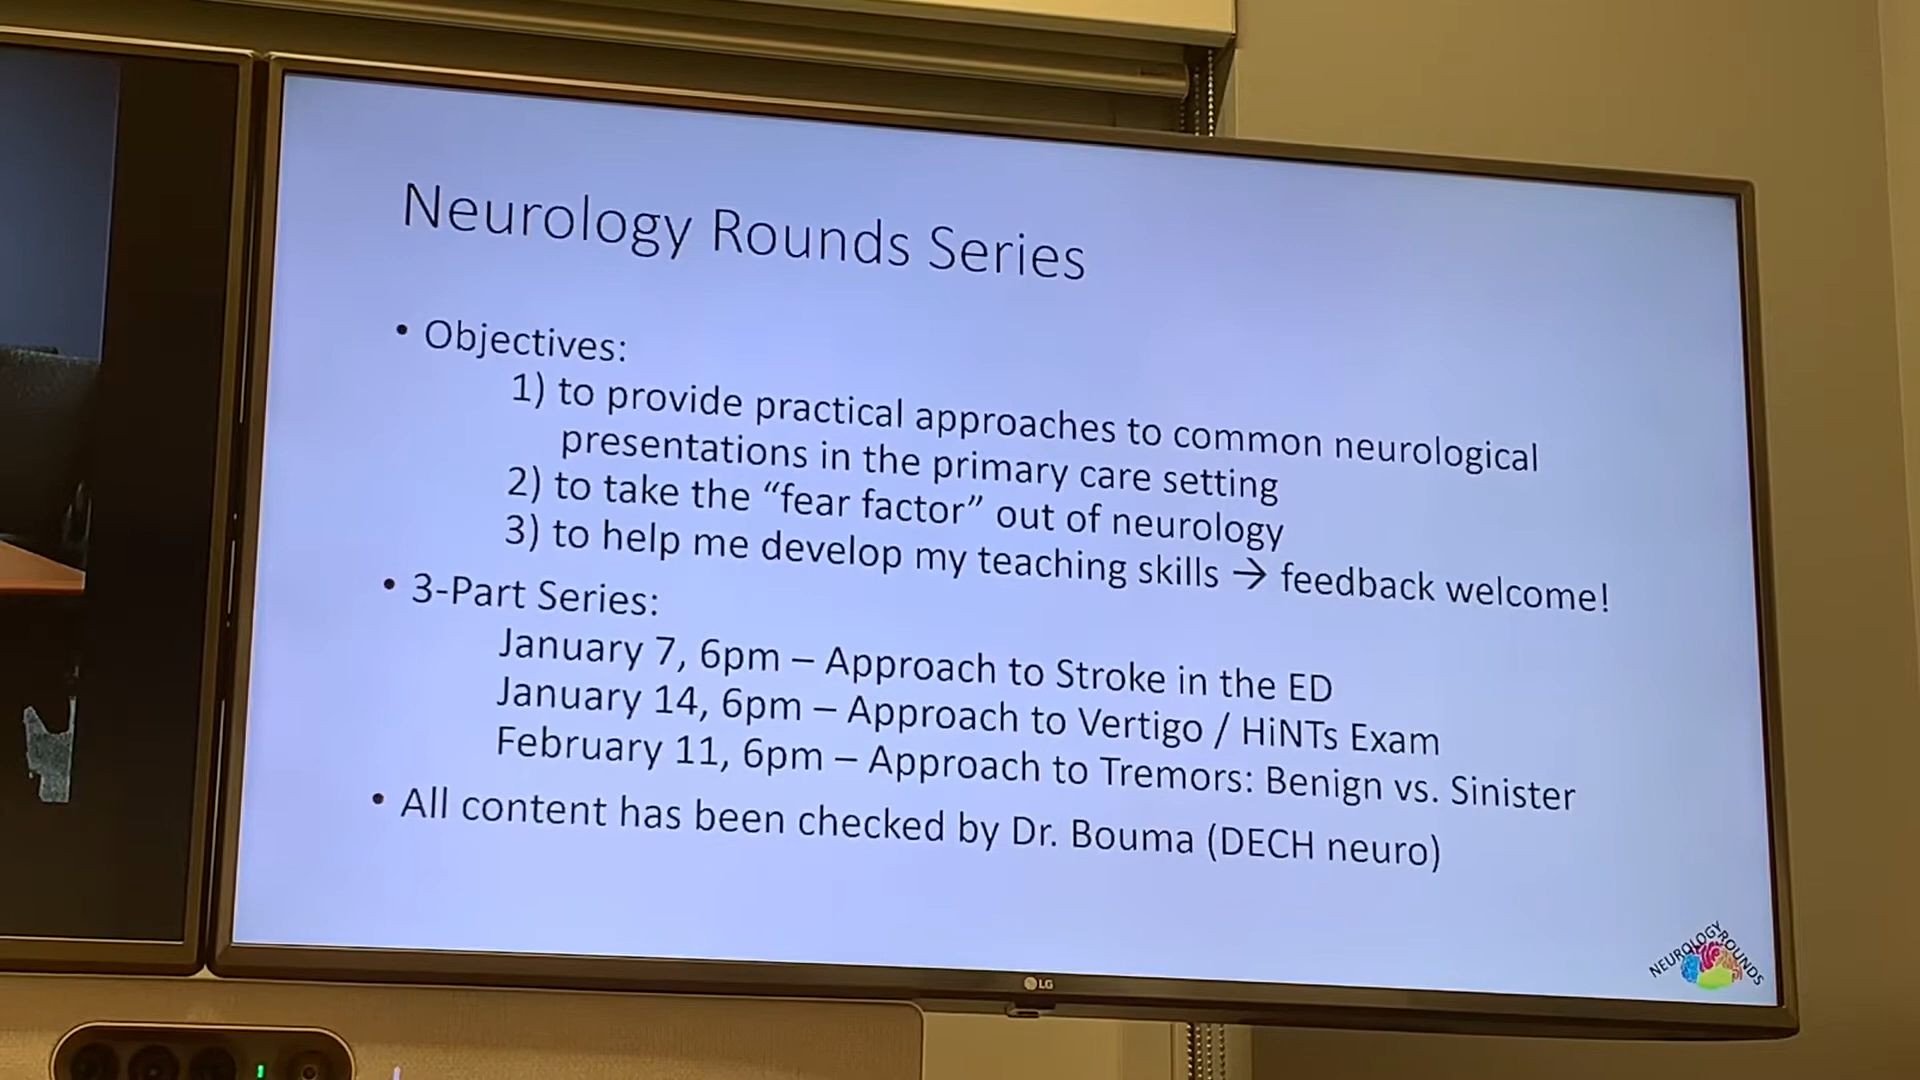 Neurology Rounds Series
• Objectives:
1) to provide practical approaches to common neurological
presentations in the primary care setting
2) to take the “fear factor” out of neurology
3) to help me develop my teaching skills → feedback welcome!
• 3-Part Series:
January 7, 6pm – Approach to Stroke in the ED
January 14, 6pm – Approach to Vertigo / HiNTs Exam
February 11, 6pm – Approach to Tremors: Benign vs. Sinister
• All content has been checked by Dr. Bouma (DECH neuro)
NEUROLOGY ROUNDS
LG